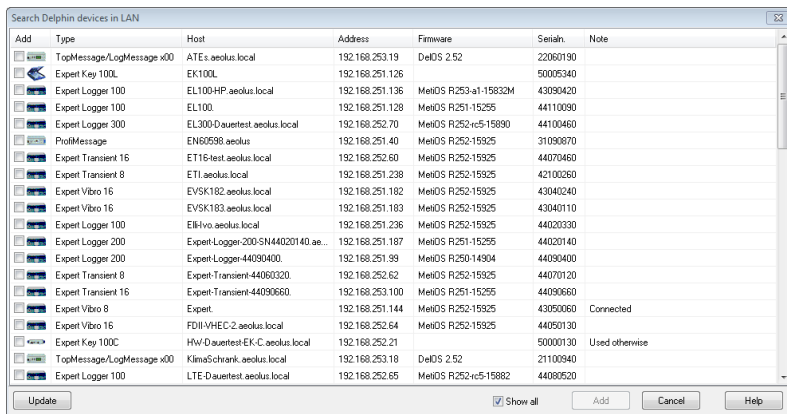 Search Delphin devices in LAN
Add Type Host Address Firmware Serialn. Note
TopMessage/LogMessage x00 ATEs.aeolus.local 192.168.253.19 DelOS 2.52 22060190
Expert Key 100L EK100L 192.168.251.126 50005340
Expert Logger 100 EL100-HP.aeolus.local 192.168.251.136 MetiOS R253-a1-15832M 43090420
Expert Logger 100 EL100. 192.168.251.128 MetiOS R251-15255 44110090
Expert Logger 300 EL300-Dauertest.aeolus.local 192.168.252.70 MetiOS R252-rc5-15890 44100460
ProfiMessage EN60598.aeolus 192.168.251.40 MetiOS R252-15925 31090870
Expert Transient 16 ET16-test.aeolus.local 192.168.252.60 MetiOS R252-15925 44070460
Expert Transient 8 ETI.aeolus.local 192.168.251.238 MetiOS R252-15925 42100260
Expert Vibro 16 EVSK182.aeolus.local 192.168.251.182 MetiOS R252-15925 43040240
Expert Vibro 16 EVSK183.aeolus.local 192.168.251.183 MetiOS R252-15925 43040110
Expert Logger 100 Elli-Ivo.aeolus.local 192.168.251.236 MetiOS R252-15925 44020330
Expert Logger 200 Expert-Logger-200-SN44020140.ae... 192.168.251.187 MetiOS R251-15255 44020140
Expert Logger 200 Expert-Logger-44090400. 192.168.251.99 MetiOS R250-14904 44090400
Expert Transient 8 Expert-Transient-44060320. 192.168.252.62 MetiOS R252-15925 44070120
Expert Transient 16 Expert-Transient-44090660. 192.168.253.100 MetiOS R251-15255 44090660
Expert Vibro 8 Expert. 192.168.251.144 MetiOS R252-15925 43050060 Connected
Expert Vibro 16 FDII-VHEC-2.aeolus.local 192.168.252.64 MetiOS R252-15925 44050130
Expert Key 100C HW-Dauertest-EK-C.aeolus.local 192.168.252.21 50000130 Used otherwise
TopMessage/LogMessage x00 KlimaSchrank.aeolus.local 192.168.253.18 DelOS 2.52 21100940
Expert Logger 100 LTE-Dauertest.aeolus.local 192.168.252.65 MetiOS R252-rc5-15882 44080520
Update Show all Add Cancel Help